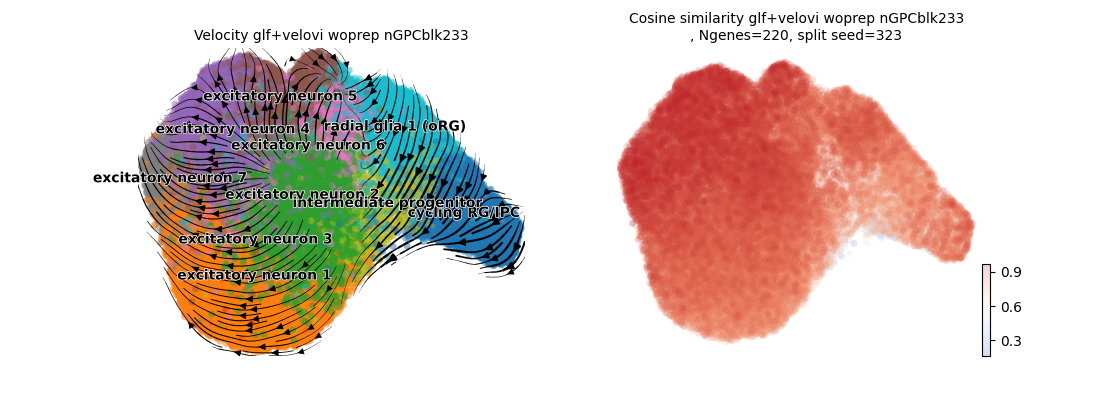 Velocity glf+velovi woprep nGPCblk233
excitatory neuron 5
excitatory neuron 4
radial glia 1 (oRG)
excitatory neuron 6
excitatory neuron 7
excitatory neuron 2
intermediate progenitor
cycling RG/IPC
excitatory neuron 3
excitatory neuron 1
Cosine similarity glf+velovi woprep nGPCblk233
, Ngenes=220, split seed=323
0.9
0.6
0.3